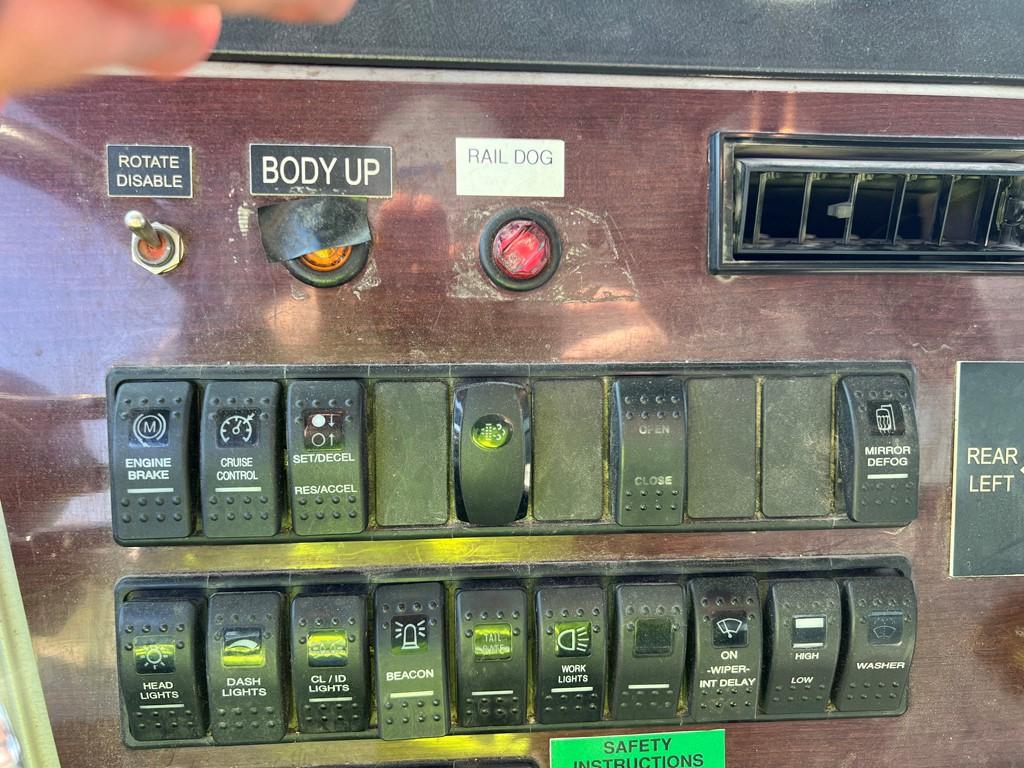 ROTATE
DISABLE
BODY UP
RAIL DOG
M
ENGINE
BRAKE
CRUISE
CONTROL
SET/DECEL
RES/ACCEL
OPEN
CLOSE
MIRROR
DEFOG
REAR
LEFT
HEAD
LIGHTS
DASH
LIGHTS
CL / ID
LIGHTS
BEACON
TAIL
GATE
WORK
LIGHTS
ON
-WIPER-
INT DELAY
HIGH
LOW
WASHER
SAFETY
INSTRUCTIONS